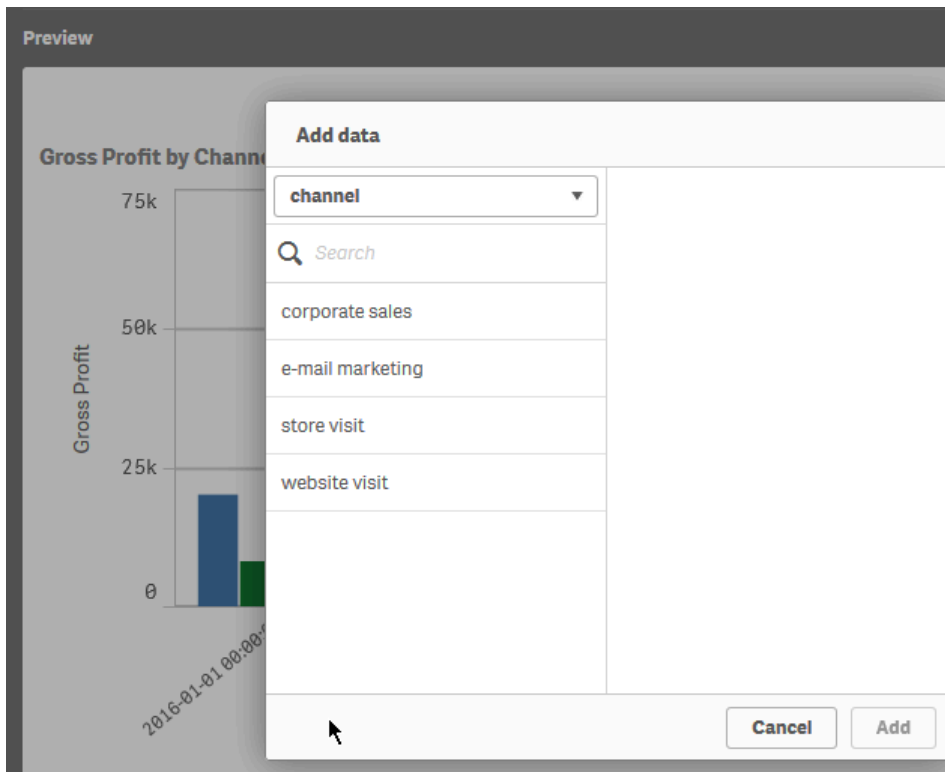 Preview
Add data
Gross Profit by Channe
channel
75k
Search
corporate sales
50k
e-mail marketing
Gross Profit
store visit
25k
website visit
0
2016-01-01 00:00:
Cancel
Add